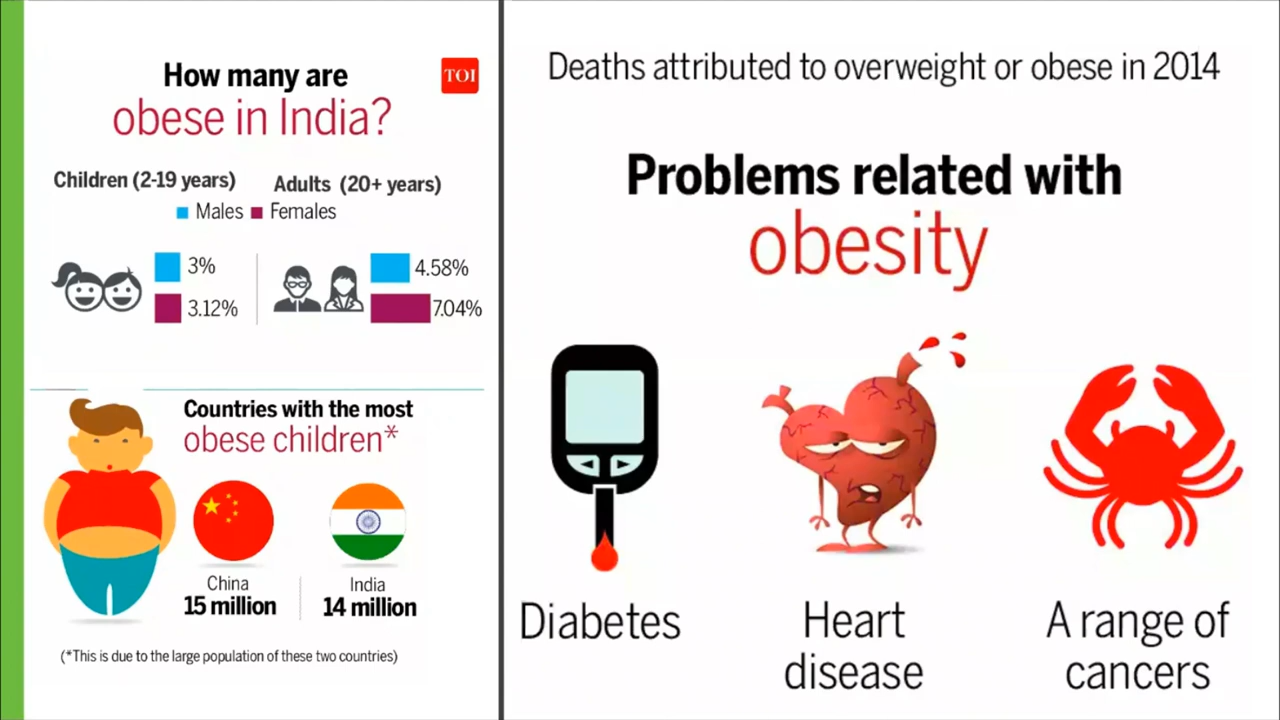 How many are
obese in India?
TOI
Children (2-19 years)
Adults (20+ years)
Males Females
3%
3.12%
4.58%
7.04%
Countries with the most
obese children*
China
15 million
India
14 million
(*This is due to the large population of these two countries)
Deaths attributed to overweight or obese in 2014
Problems related with
obesity
Diabetes
Heart
disease
A range of
cancers